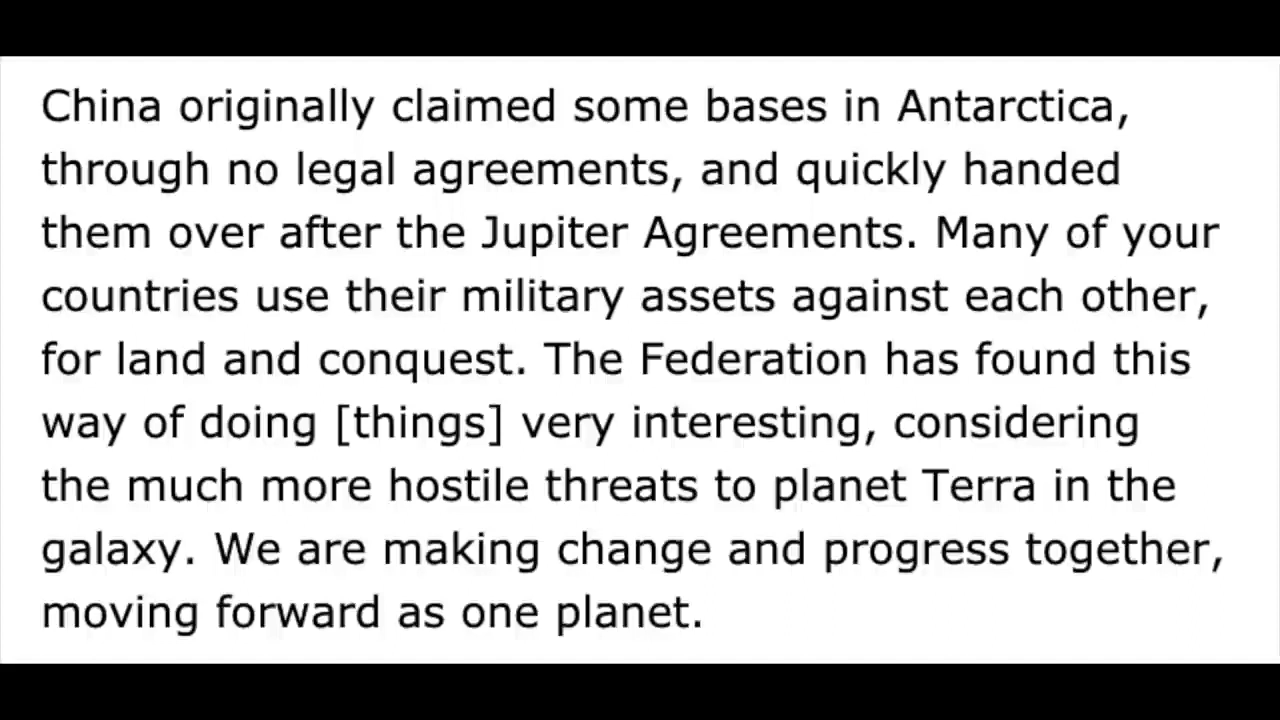 China originally claimed some bases in Antarctica,
through no legal agreements, and quickly handed
them over after the Jupiter Agreements. Many of your
countries use their military assets against each other,
for land and conquest. The Federation has found this
way of doing [things] very interesting, considering
the much more hostile threats to planet Terra in the
galaxy. We are making change and progress together,
moving forward as one planet.